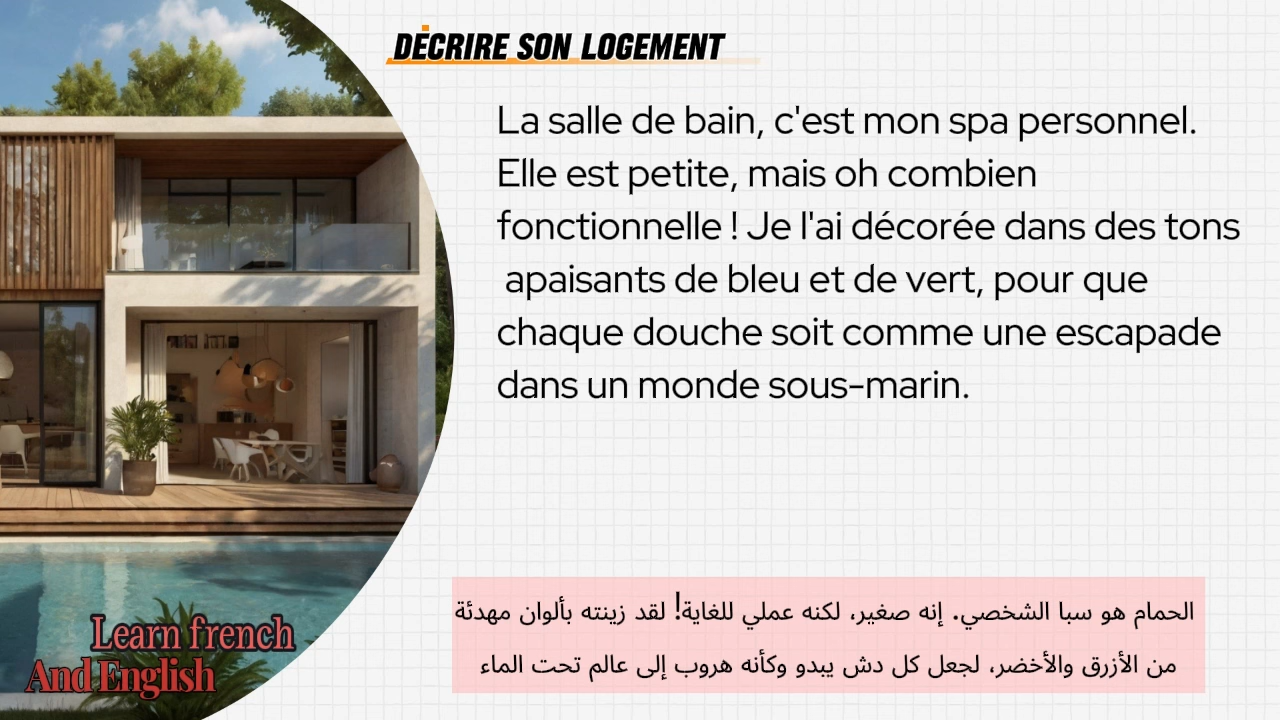 DÉCRIRE SON LOGEMENT
La salle de bain, c'est mon spa personnel.
Elle est petite, mais oh combien
fonctionnelle ! Je l'ai décorée dans des tons
apaisants de bleu et de vert, pour que
chaque douche soit comme une escapade
dans un monde sous-marin.
الحمام هو سبا الشخصي. إنه صغير، لكنه عملي للغاية! لقد زينته بألوان مهدئة
من الأزرق والأخضر، لجعل كل دش يبدو وكأنه هروب إلى عالم تحت الماء
Learn french
And English